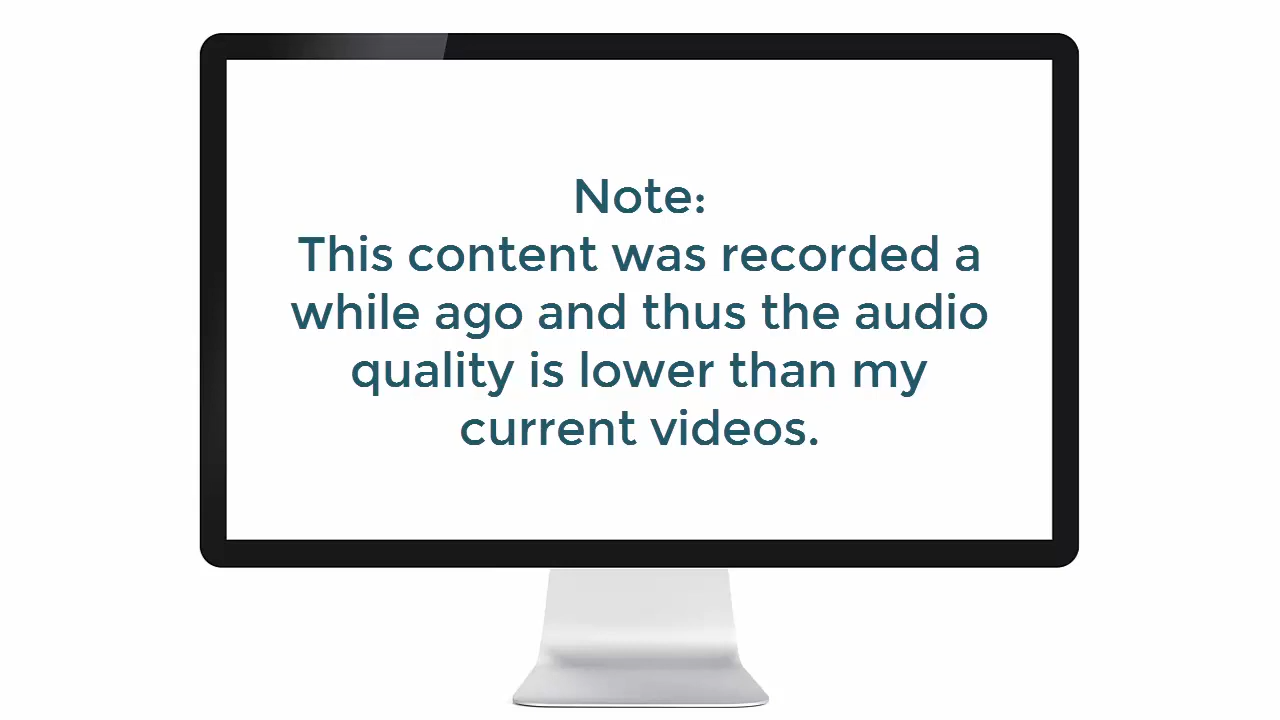 Note:
This content was recorded a
while ago and thus the audio
quality is lower than my
current videos.